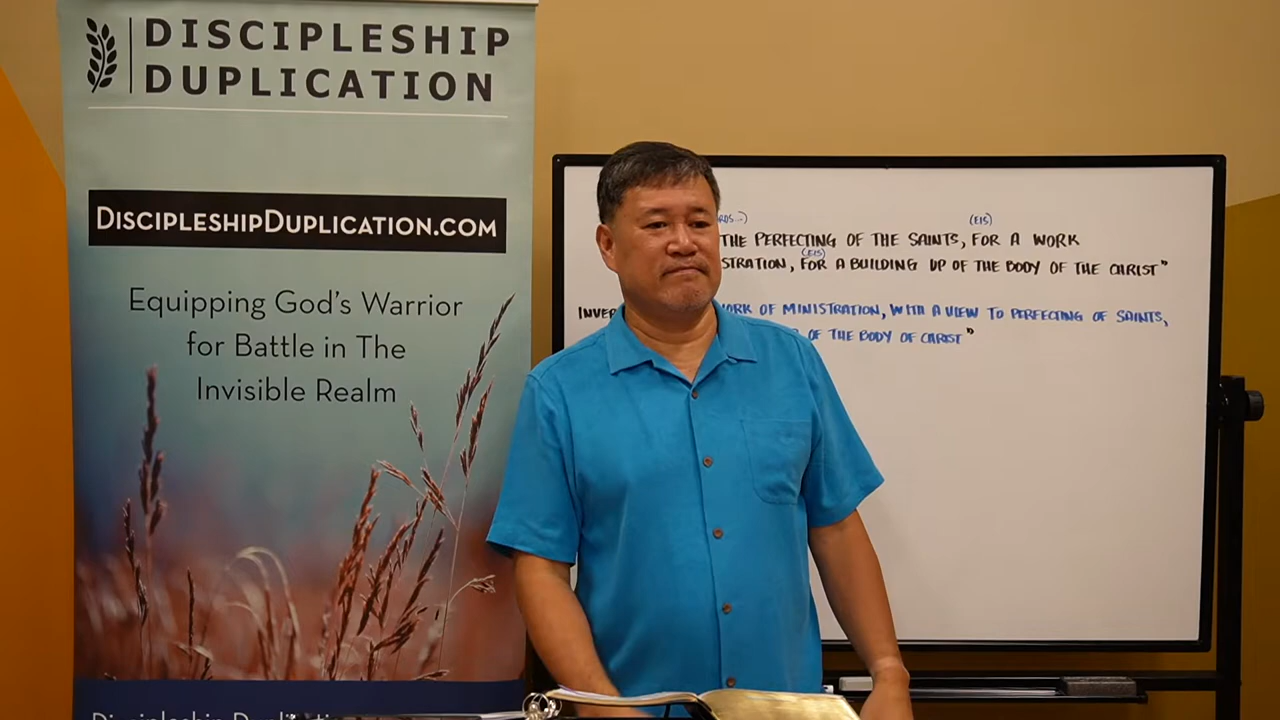 DISCIPLESHIP
DUPLICATION
DISCIPLESHIPDUPLICATION.COM
Equipping God's Warrior
for Battle in The
Invisible Realm
(EIS)
THE PERFECTING OF THE SAINTS, FOR A WORK
(EIS)
FOR A BUILDING UP OF THE BODY OF THE CHRIST"
OF MINISTRATION, WITH A VIEW TO PERFECTING OF SAINTS,
OF THE BODY OF CHRIST"
Discipleship